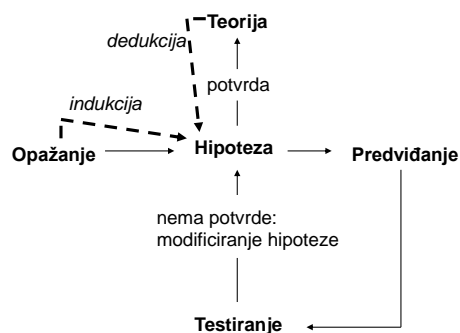 Teorija
dedukcija
potvrda
indukcija
Opažanje
Hipoteza
Predviđanje
nema potvrde:
modificiranje hipoteze
Testiranje